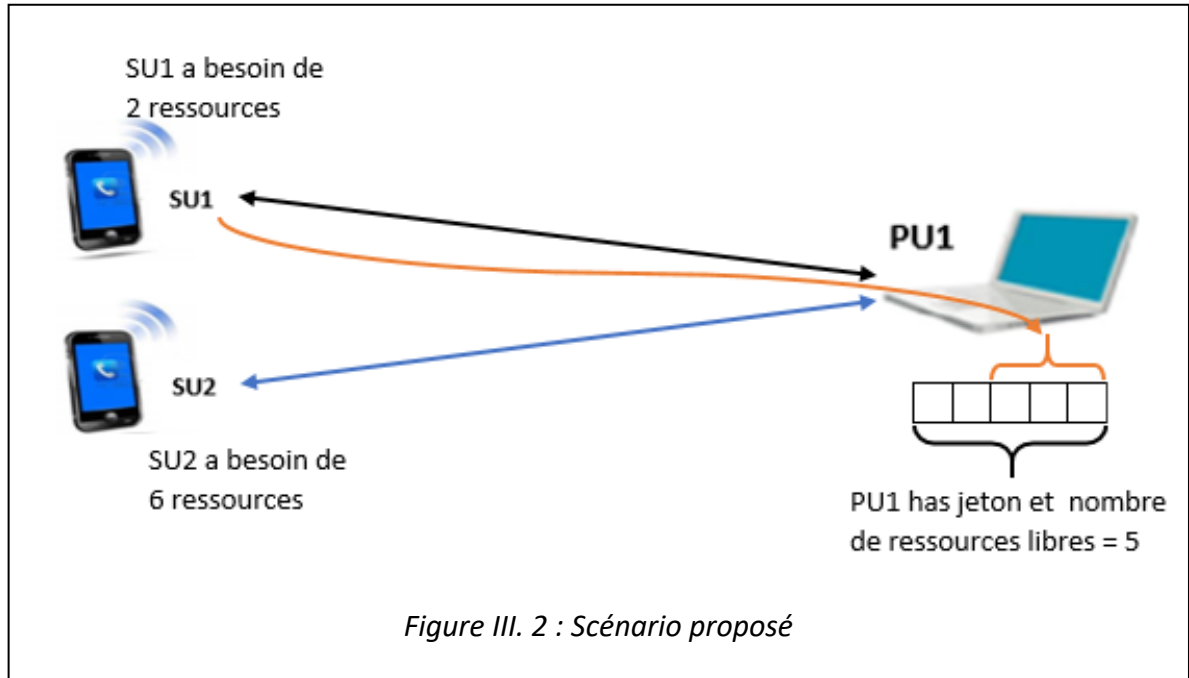 SU1 a besoin de
2 ressources
SU1
PU1
SU2
SU2 a besoin de
6 ressources
PU1 has jeton et nombre
de ressources libres = 5
Figure III. 2 : Scénario proposé